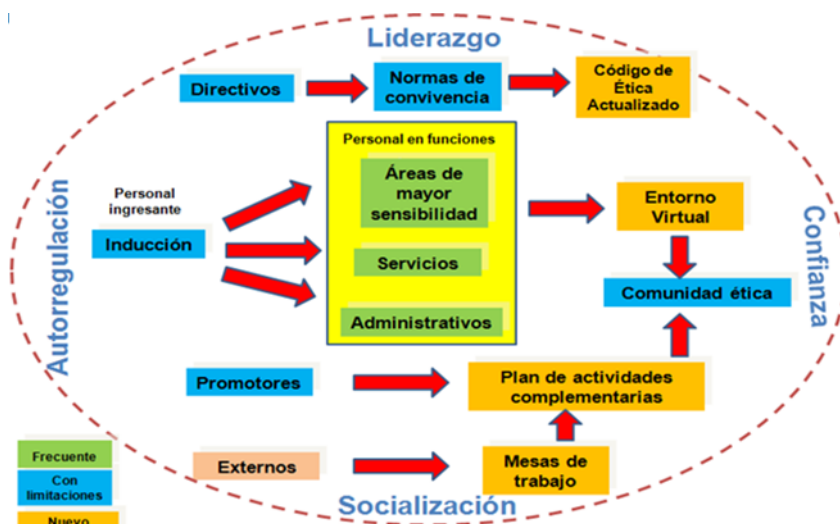 Liderazgo
Directivos
Normas de
convivencia
Código de
Ética
Actualizado
Personal en funciones
Áreas de
mayor
sensibilidad
Personal
ingresante
Inducción
Entorno
Virtual
Autorregulación
Confianza
Servicios
Comunidad ética
Administrativos
Promotores
Plan de actividades
complementarias
Frecuente
Con
limitaciones
Nuevo
Externos
Mesas de
trabajo
Socialización